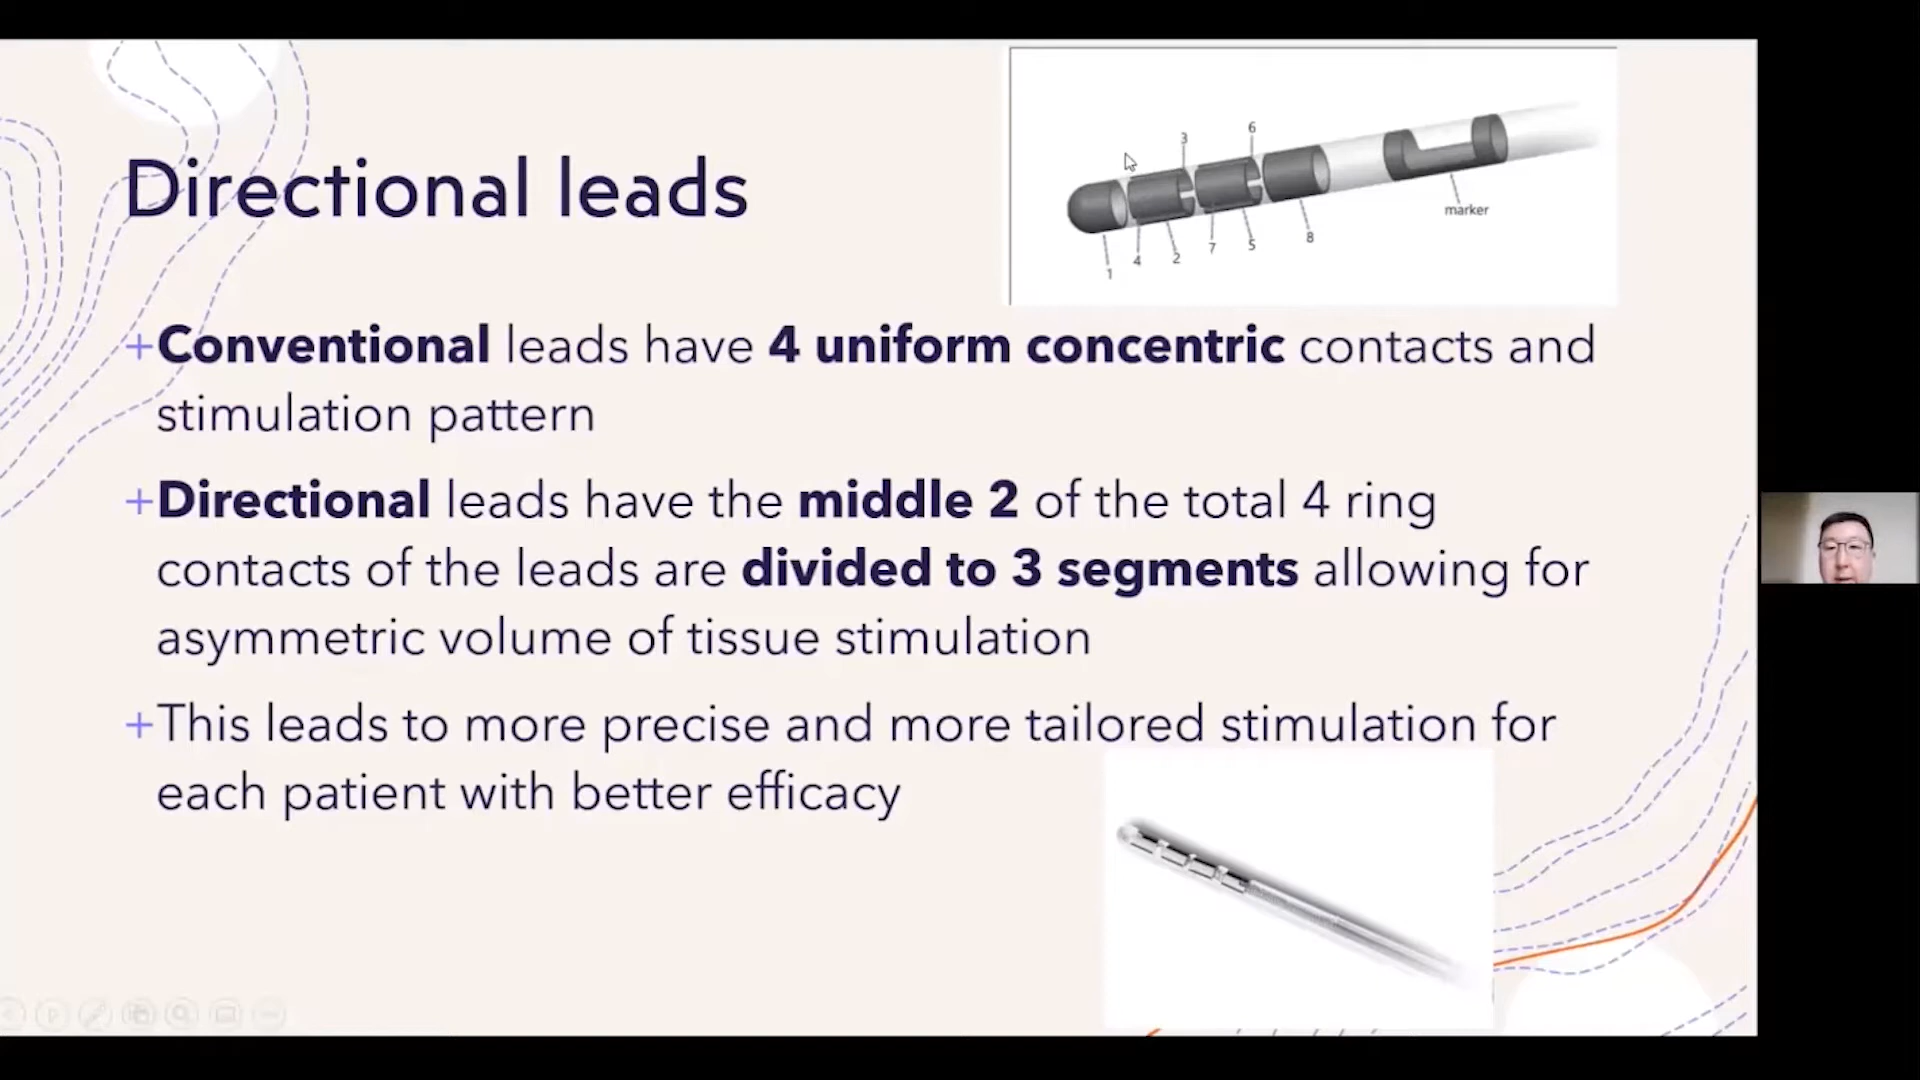 Directional leads
3
6
marker
8
5
7
2
4
1
+Conventional leads have 4 uniform concentric contacts and
stimulation pattern
+Directional leads have the middle 2 of the total 4 ring
contacts of the leads are divided to 3 segments allowing for
asymmetric volume of tissue stimulation
+This leads to more precise and more tailored stimulation for
each patient with better efficacy